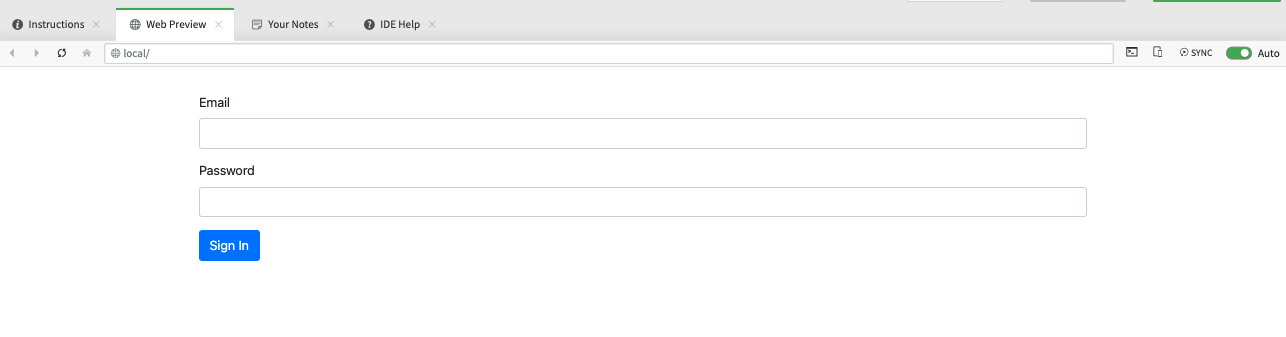 Instructions
Web Preview
Your Notes
IDE Help
local/
SYNC
Auto
Email
Password
Sign In